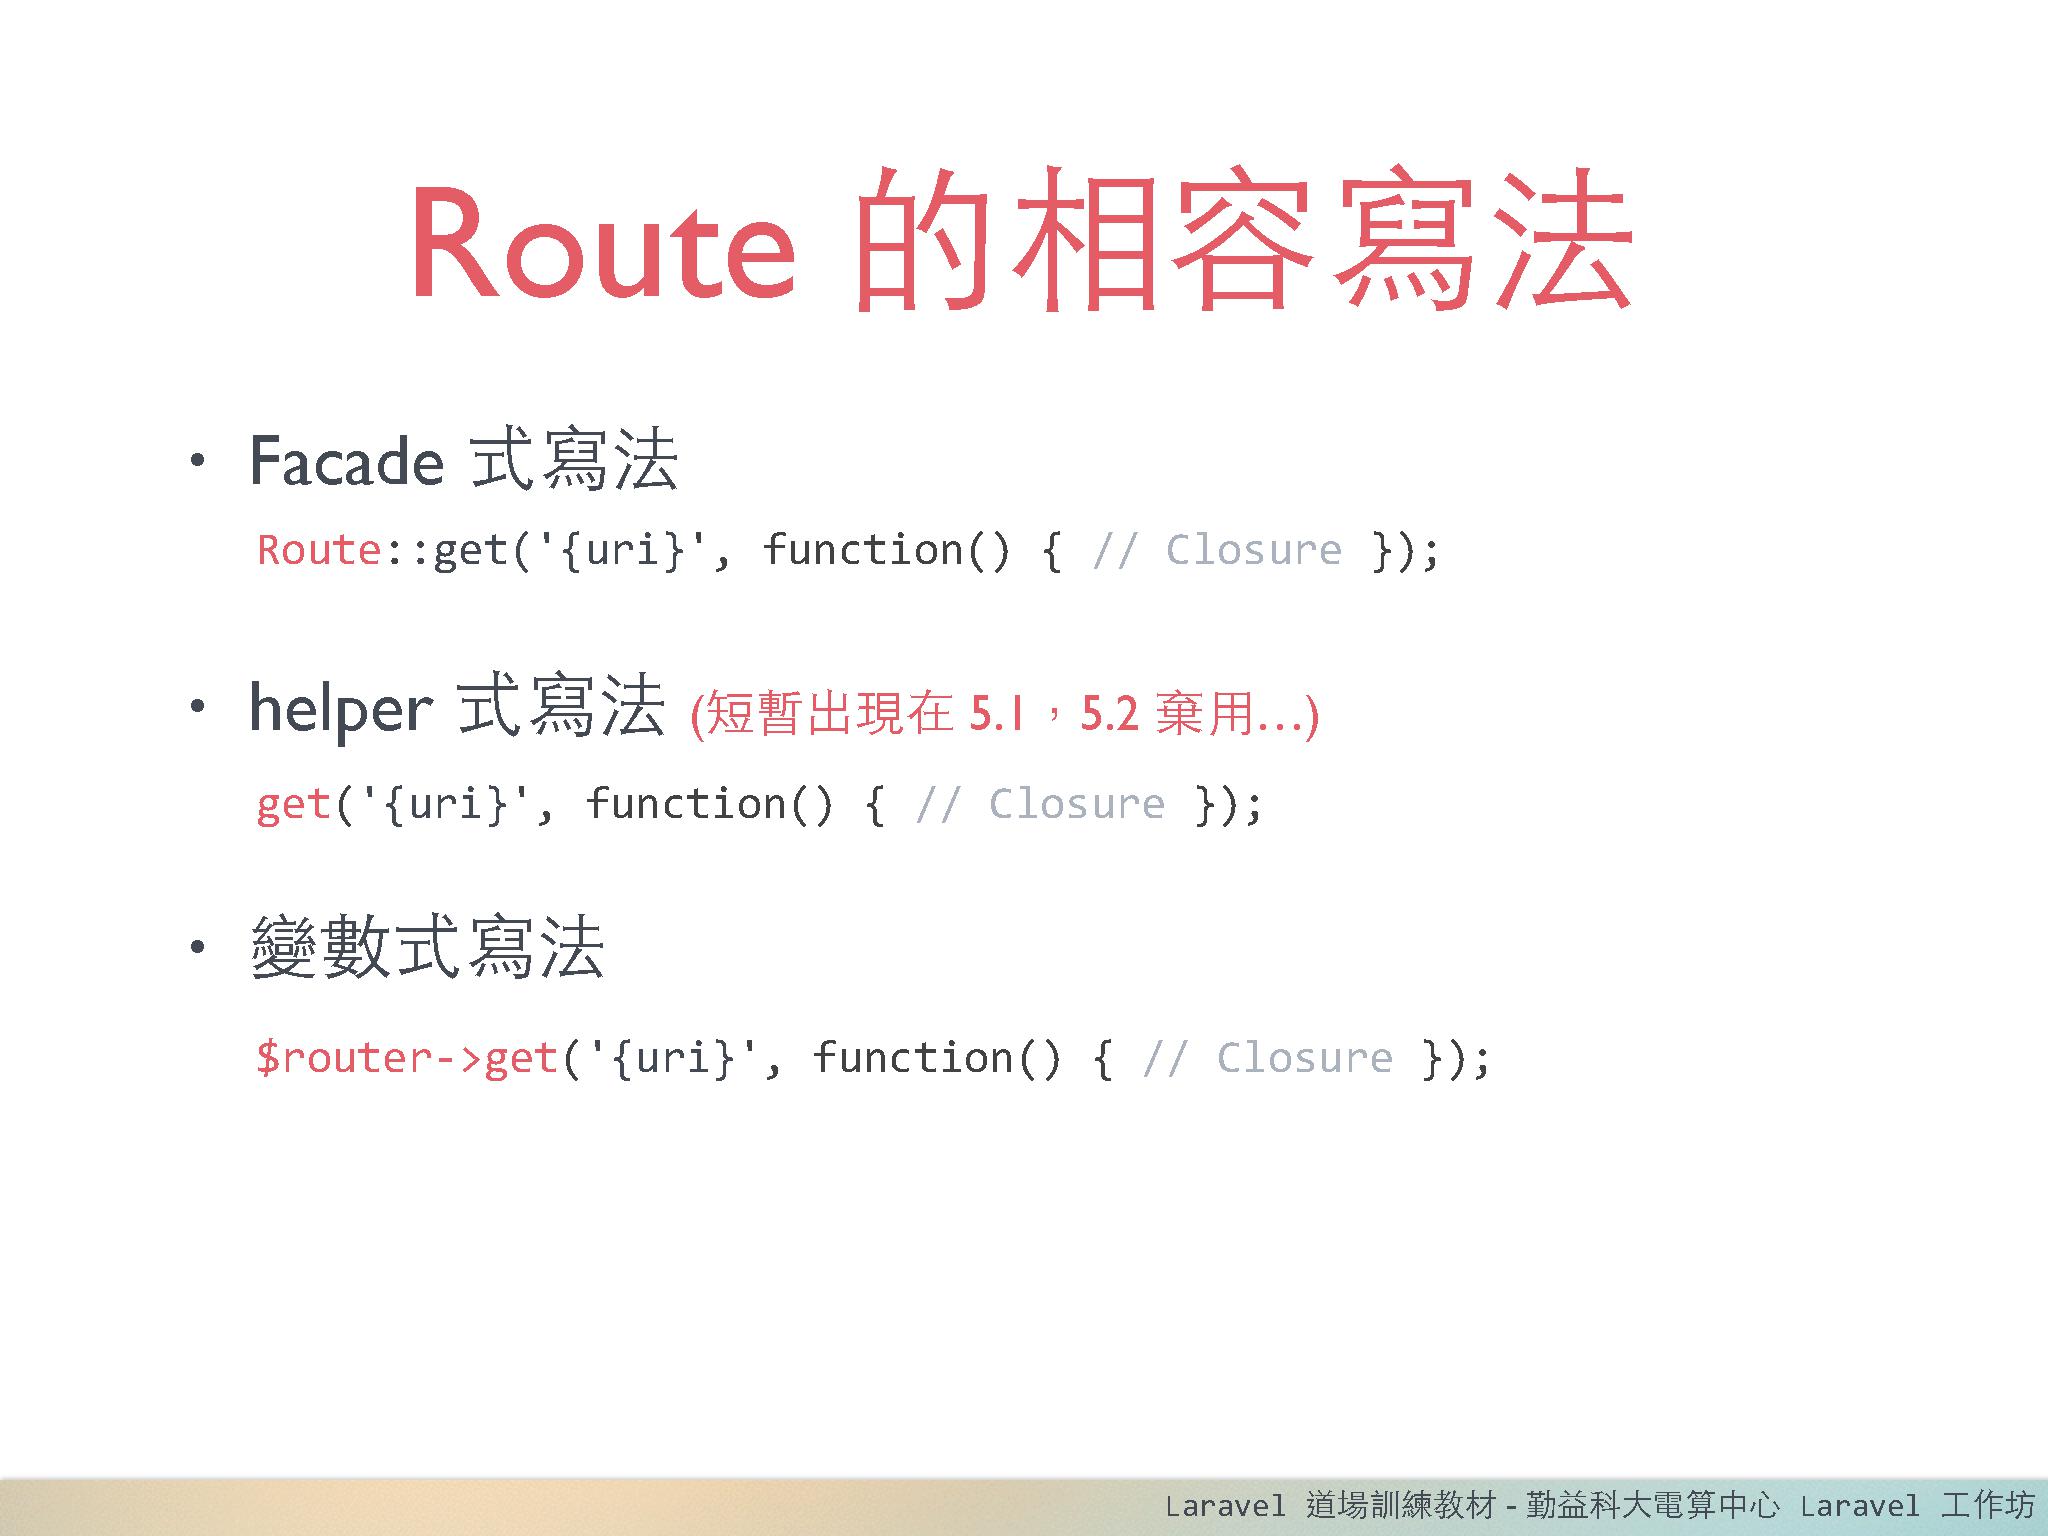 Route 的相容寫法
• Facade 式寫法
Route::get('{uri}', function() { // Closure });
• helper 式寫法 (短暫出現在 5.1，5.2 棄用…)
get('{uri}', function() { // Closure });
• 變數式寫法
$router->get('{uri}', function() { // Closure });
Laravel 道場訓練教材 - 勤益科大電算中心 Laravel 工作坊